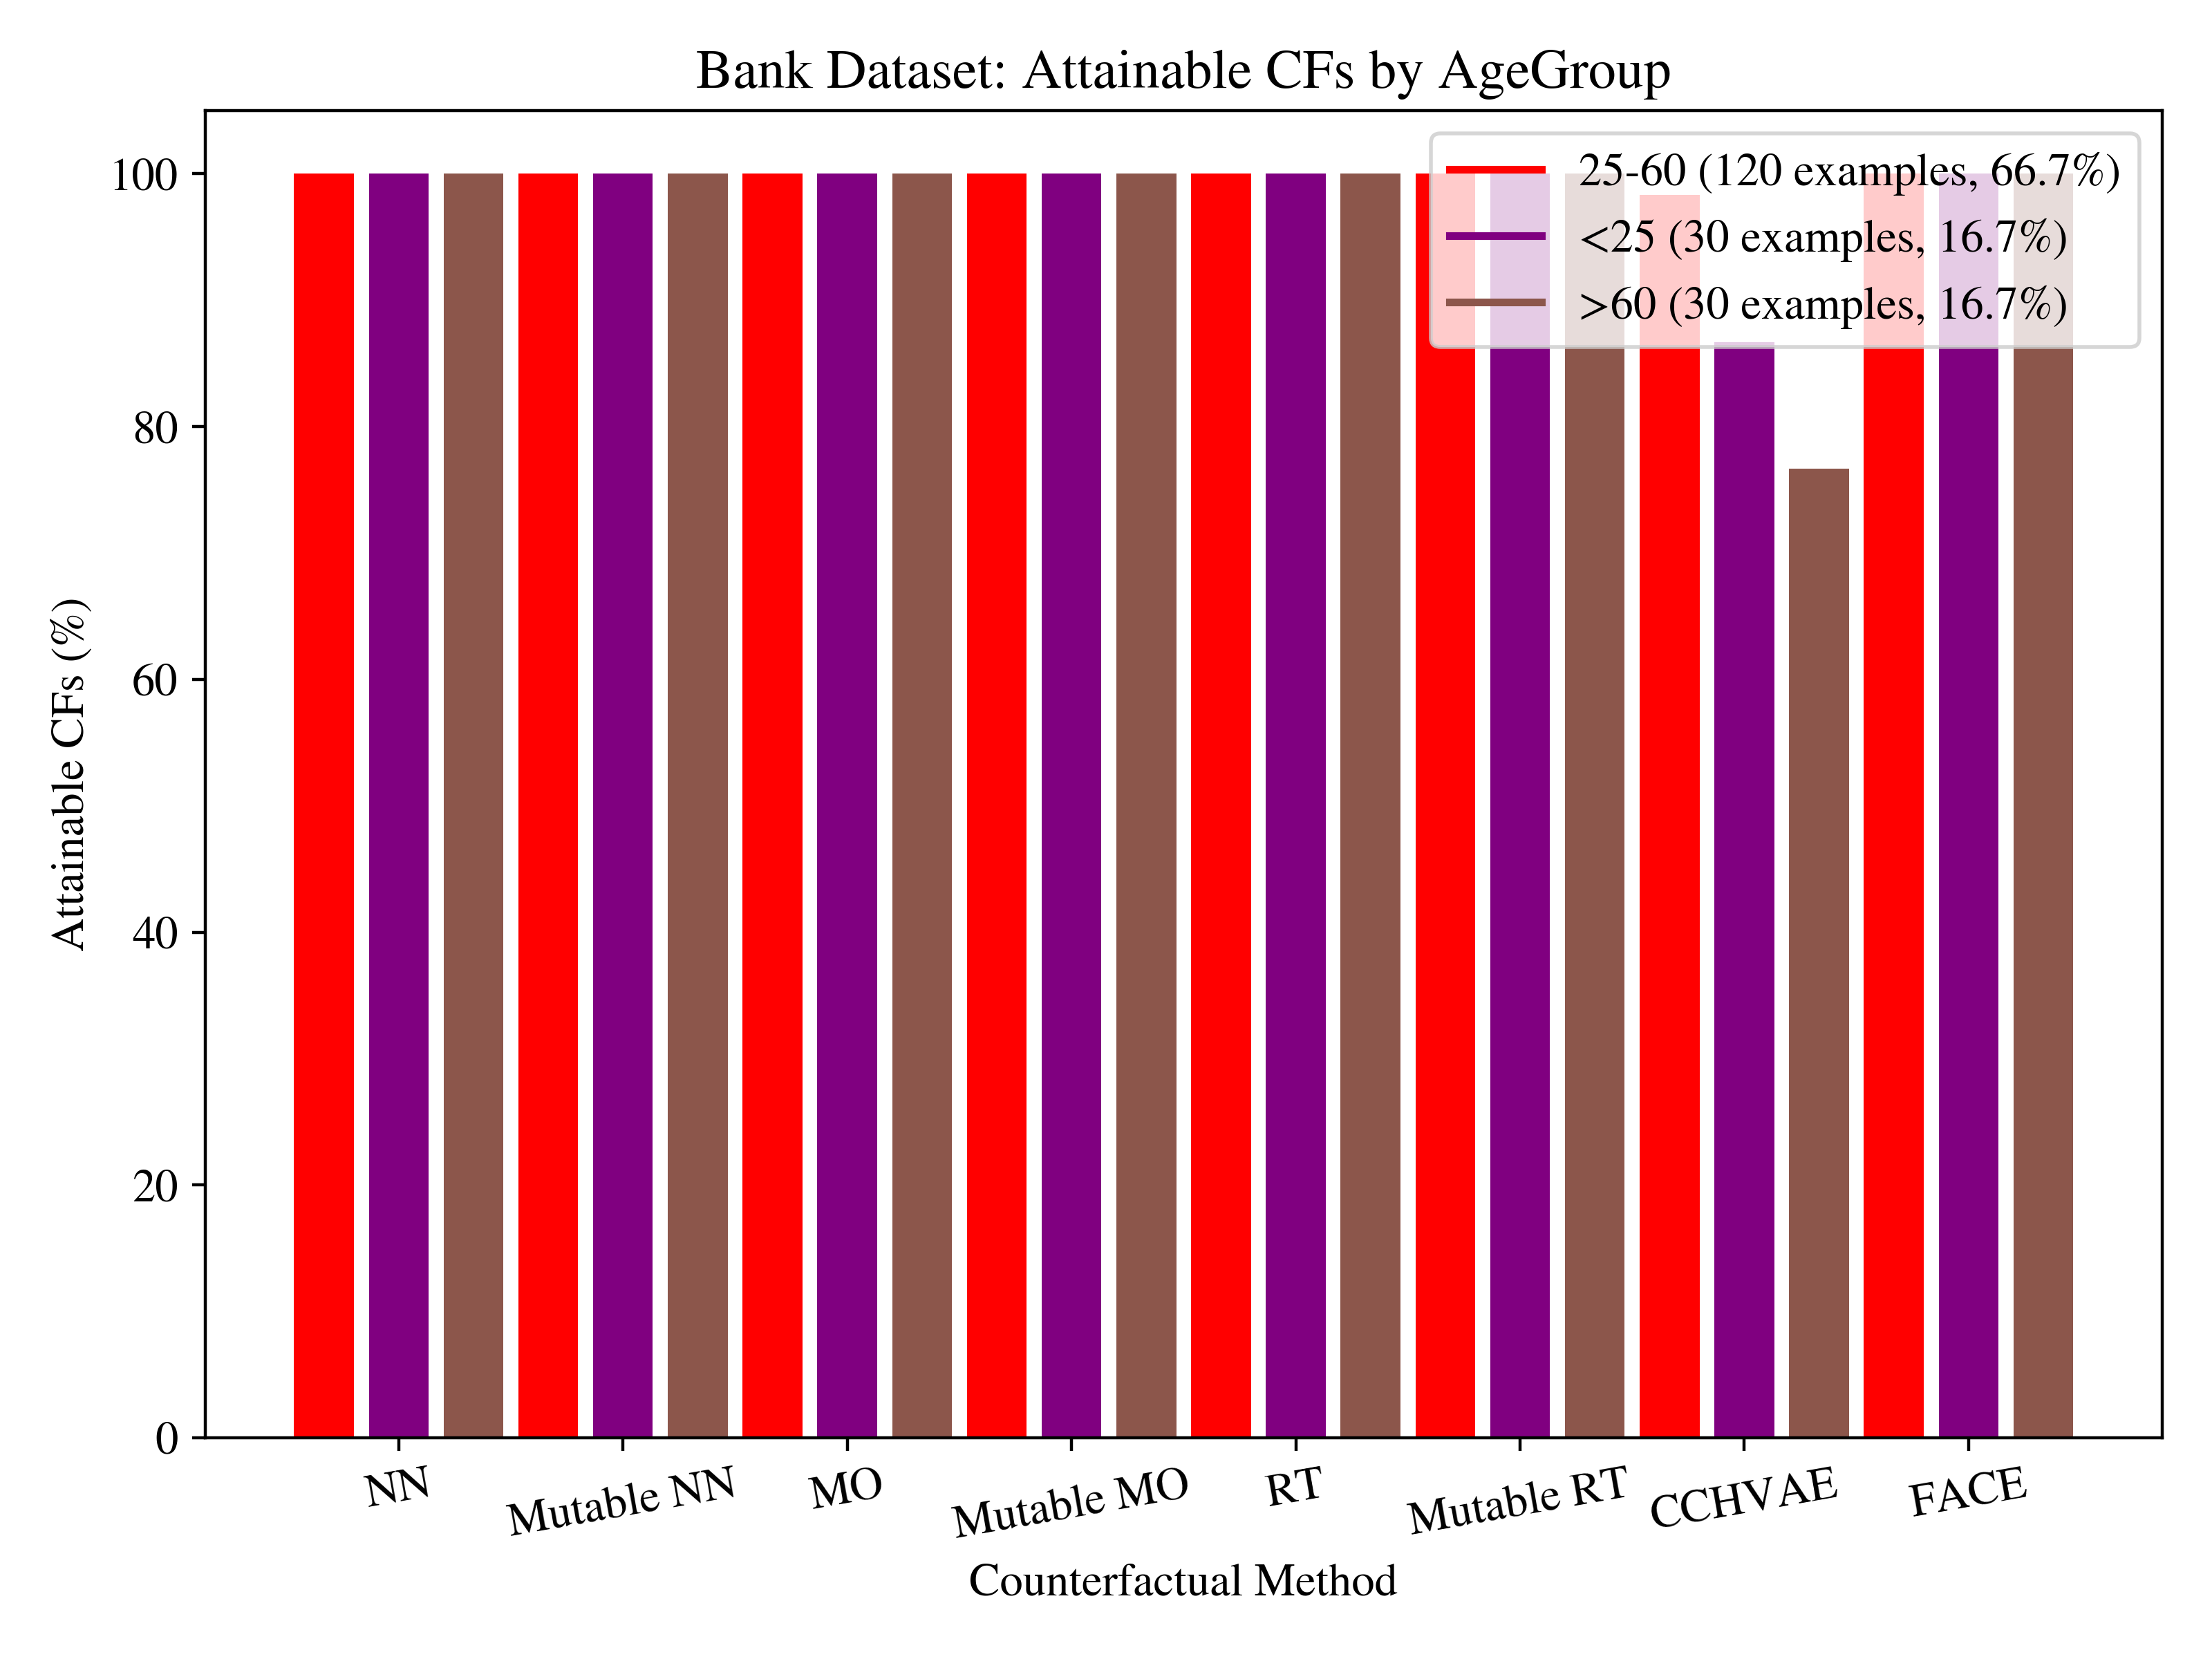 Bank Dataset: Attainable CFs by AgeGroup
25-60 (120 examples, 66.7%)
<25 (30 examples, 16.7%)
>60 (30 examples, 16.7%)
100
80
60
40
20
0
Attainable CFs (%)
NN
Mutable NN
MO
Mutable MO
RT
Mutable RT
CCHVAE
FACE
Counterfactual Method